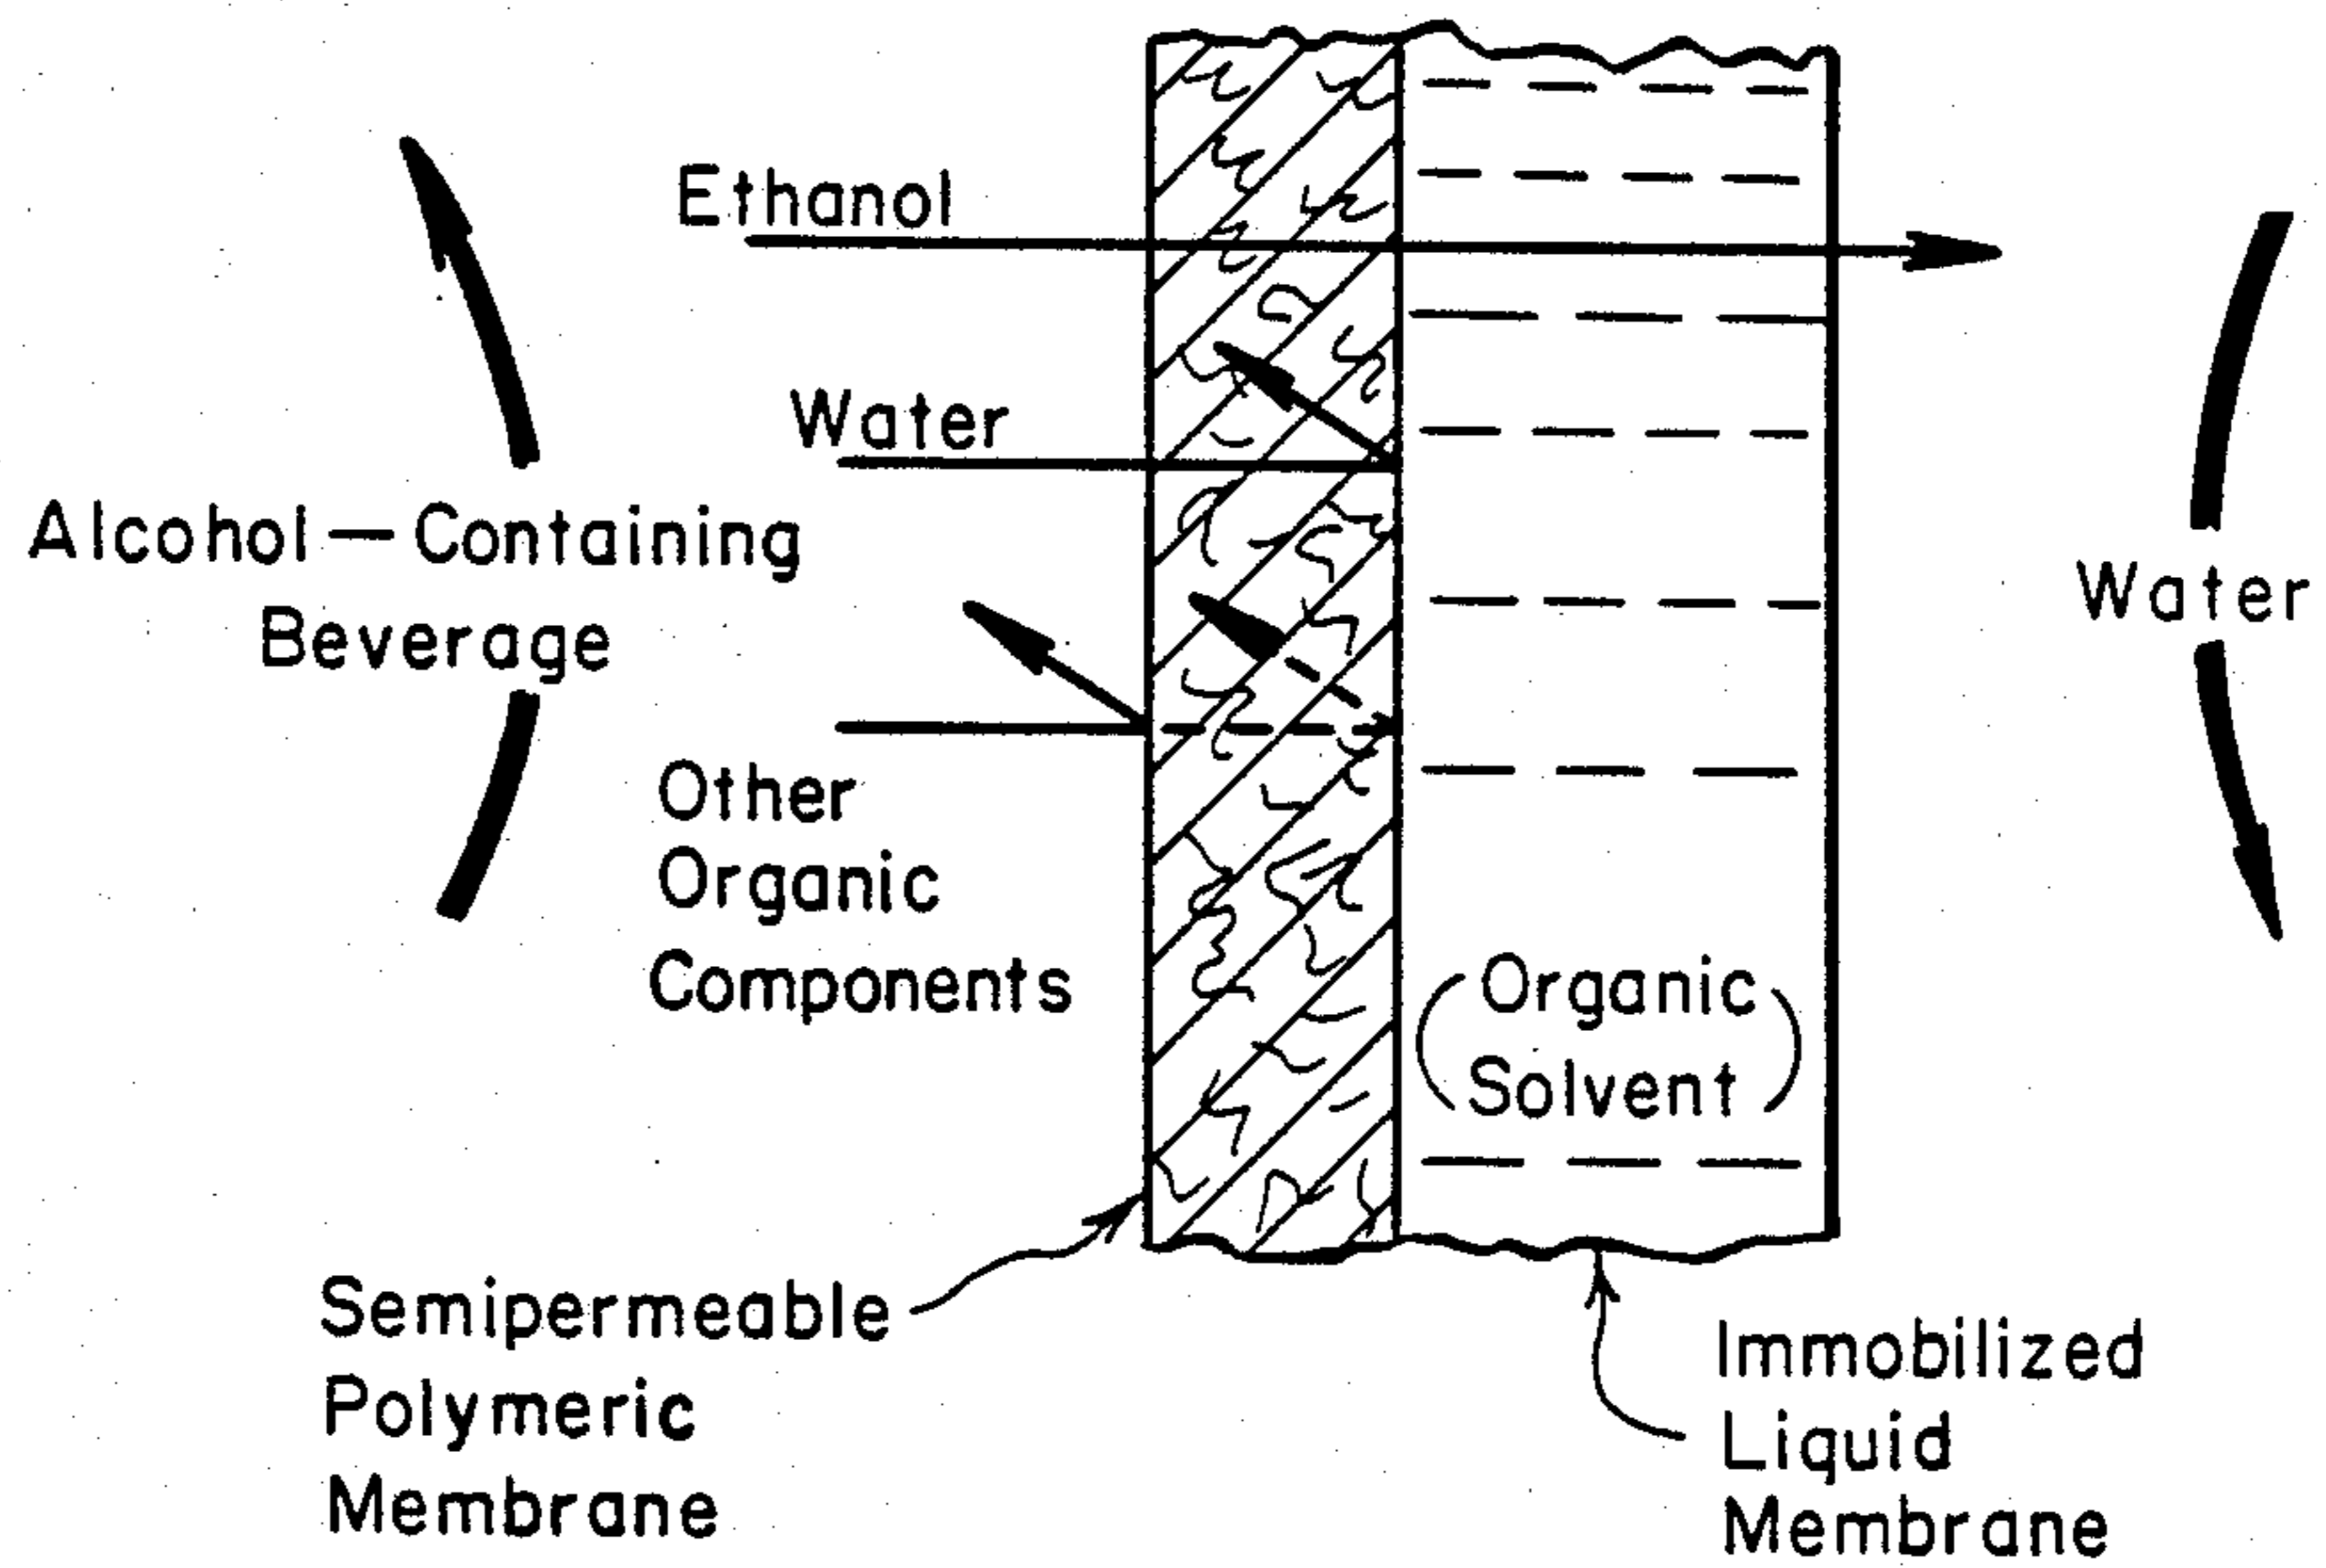 Ethanol
Water
Alcohol—Containing
Beverage
Water
Other
Organic
Components
(Organic
Solvent)
Semipermeable
Polymeric
Membrane
Immobilized
Liquid
Membrane